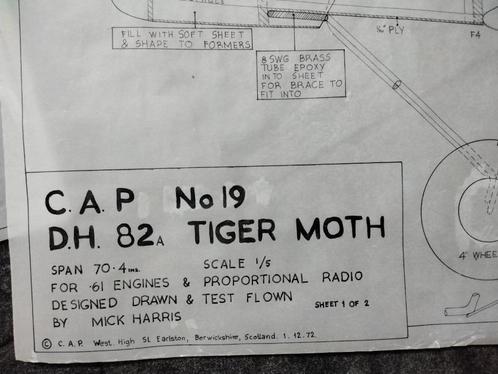 FILL WITH SOFT SHEET
& SHAPE TO FORMERS
8 SWG BRASS
TUBE EPOXY
INTO SHEET
FOR BRACE TO
FIT INTO
1/16" PLY
F4
4" WHEE
C.A.P No 19
D.H. 82A TIGER MOTH
SPAN 70·4 INS. SCALE 1/5
FOR ·61 ENGINES & PROPORTIONAL RADIO
DESIGNED DRAWN & TEST FLOWN
BY MICK HARRIS SHEET 1 OF 2
© C.A.P. West. High St. Earlston, Berwickshire, Scotland. 1.12.72.